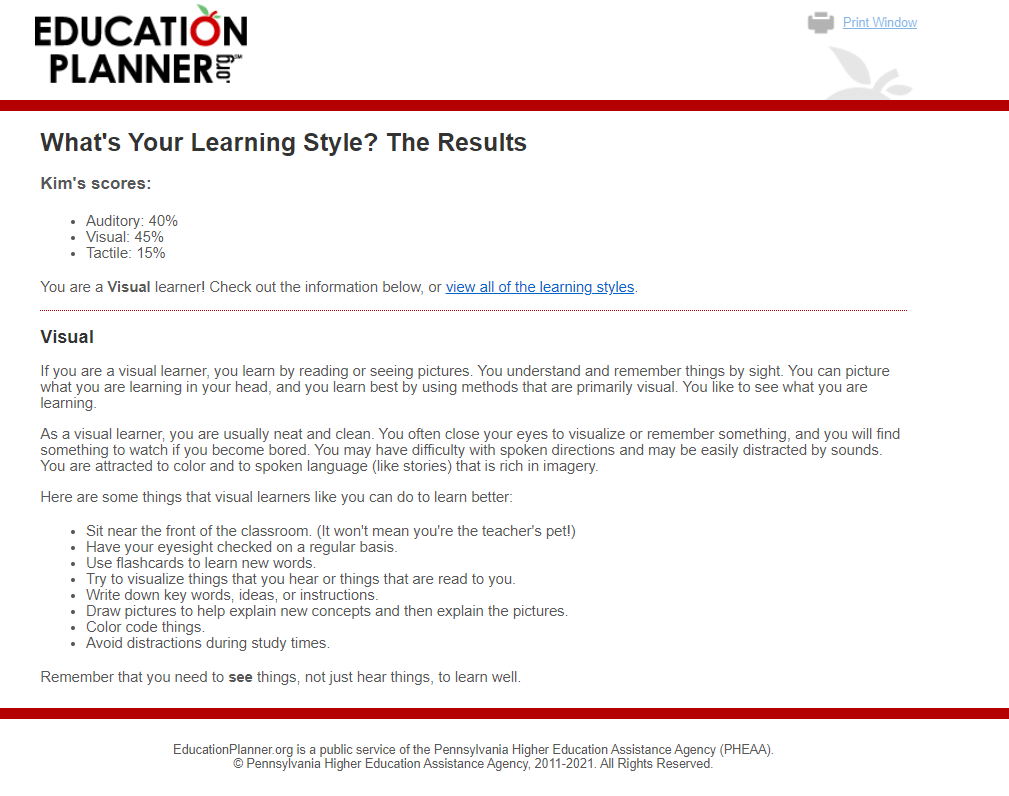 EDUCATION
PLANNER.org℠
Print Window
What's Your Learning Style? The Results
Kim's scores:
• Auditory: 40%
• Visual: 45%
• Tactile: 15%
You are a Visual learner! Check out the information below, or view all of the learning styles.
Visual
If you are a visual learner, you learn by reading or seeing pictures. You understand and remember things by sight. You can picture
what you are learning in your head, and you learn best by using methods that are primarily visual. You like to see what you are
learning.
As a visual learner, you are usually neat and clean. You often close your eyes to visualize or remember something, and you will find
something to watch if you become bored. You may have difficulty with spoken directions and may be easily distracted by sounds.
You are attracted to color and to spoken language (like stories) that is rich in imagery.
Here are some things that visual learners like you can do to learn better:
• Sit near the front of the classroom. (It won't mean you're the teacher's pet!)
• Have your eyesight checked on a regular basis.
• Use flashcards to learn new words.
• Try to visualize things that you hear or things that are read to you.
• Write down key words, ideas, or instructions.
• Draw pictures to help explain new concepts and then explain the pictures.
• Color code things.
• Avoid distractions during study times.
Remember that you need to see things, not just hear things, to learn well.
EducationPlanner.org is a public service of the Pennsylvania Higher Education Assistance Agency (PHEAA).
© Pennsylvania Higher Education Assistance Agency, 2011-2021. All Rights Reserved.